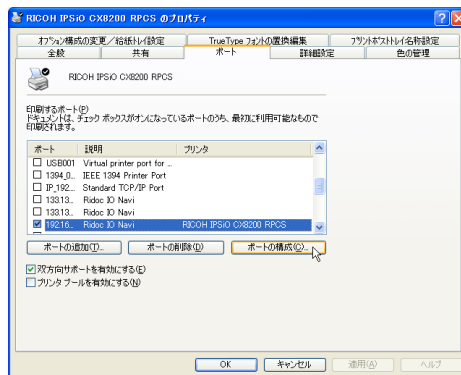 RICOH IPSiO CX8200 RPCS のプロパティ
オプション構成の変更／給紙トレイ設定 TrueType フォントの置換編集 プリントポストトレイ名称設定
全般 共有 ポート 詳細設定 色の管理
RICOH IPSiO CX8200 RPCS
印刷するポート(P)
ドキュメントは、チェック ボックスがオンになっているポートのうち、最初に利用可能なもので
印刷されます。
ポート 説明 プリンタ
USB001 Virtual printer port for ...
1394_0... IEEE 1394 Printer Port
IP_192... Standard TCP/IP Port
133.13... Ridoc IO Navi
133.13... Ridoc IO Navi
192.16... Ridoc IO Navi RICOH IPSiO CX8200 RPCS
ポートの追加(T)... ポートの削除(D) ポートの構成(C)...
双方向サポートを有効にする(E)
プリンタ プールを有効にする(N)
OK キャンセル 適用(A) ヘルプ